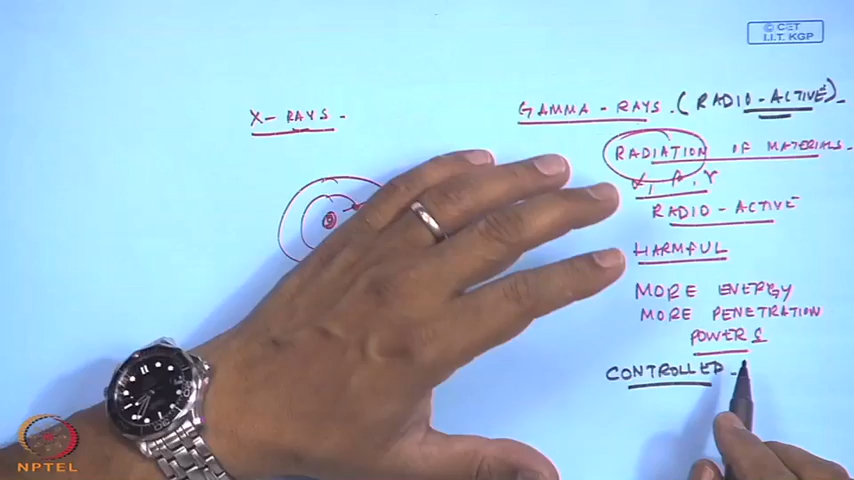 © CET
I.I.T. KGP
X-RAYS -
GAMMA-RAYS. (RADIO-ACTIVE).
RADIATION OF MATERIALS.
α, β, γ
RADIO-ACTIVE
HARMFUL
MORE ENERGY
MORE PENETRATION
POWERS
CONTROLLED -
NPTEL